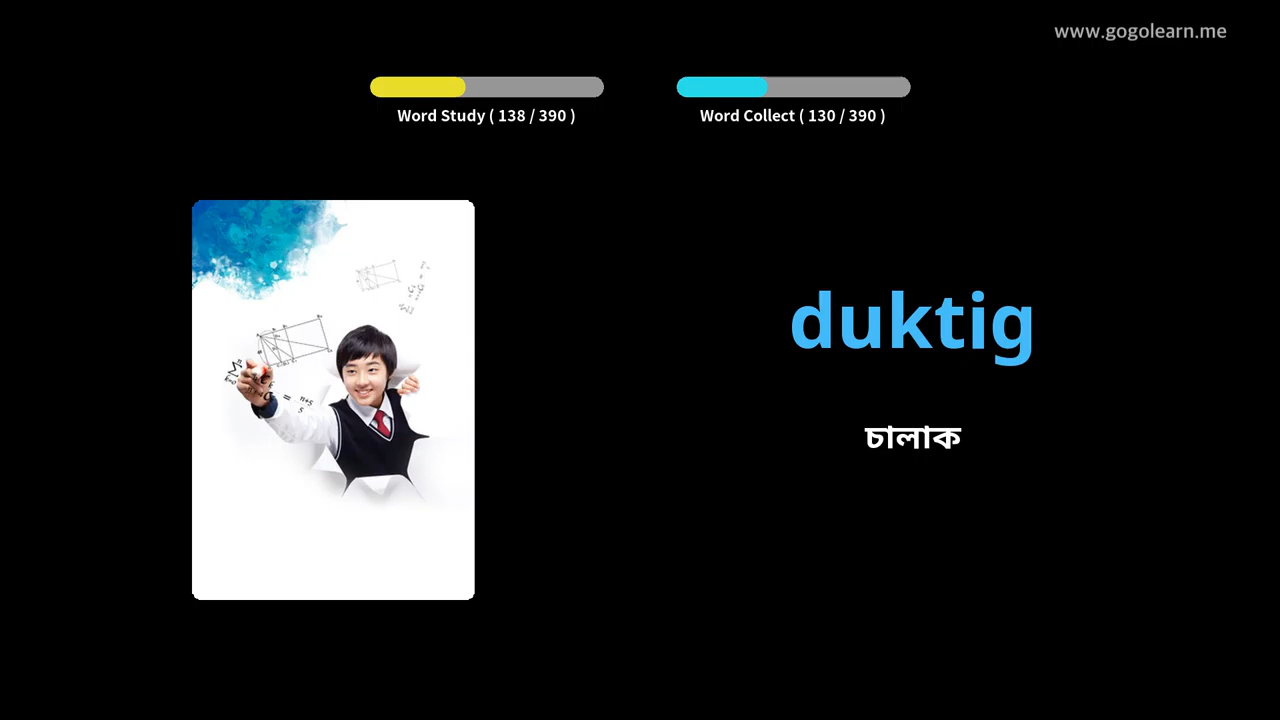 www.gogolearn.me
Word Study ( 138 / 390 )
Word Collect ( 130 / 390 )
duktig
চালাক